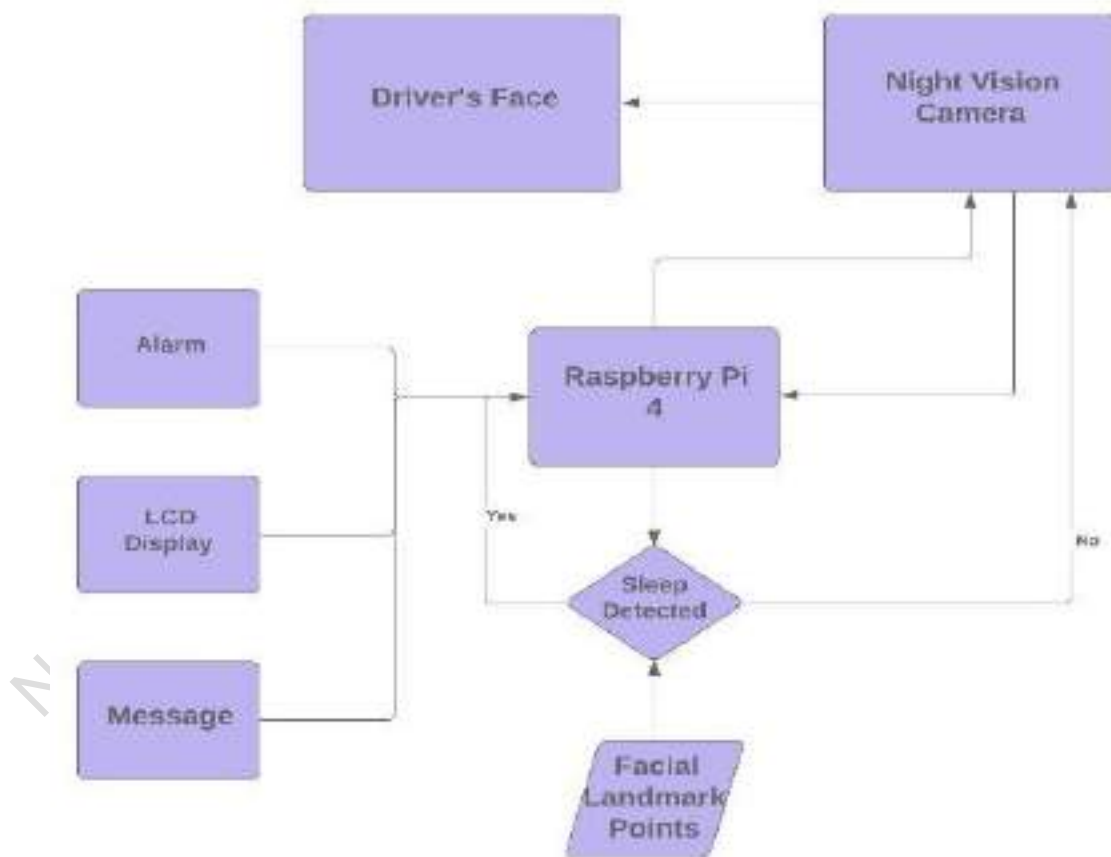 Driver's Face
Night Vision
Camera
Alarm
Raspberry Pi
4
LCD
Display
Yes
No
Sleep
Detected
Message
Facial
Landmark
Points